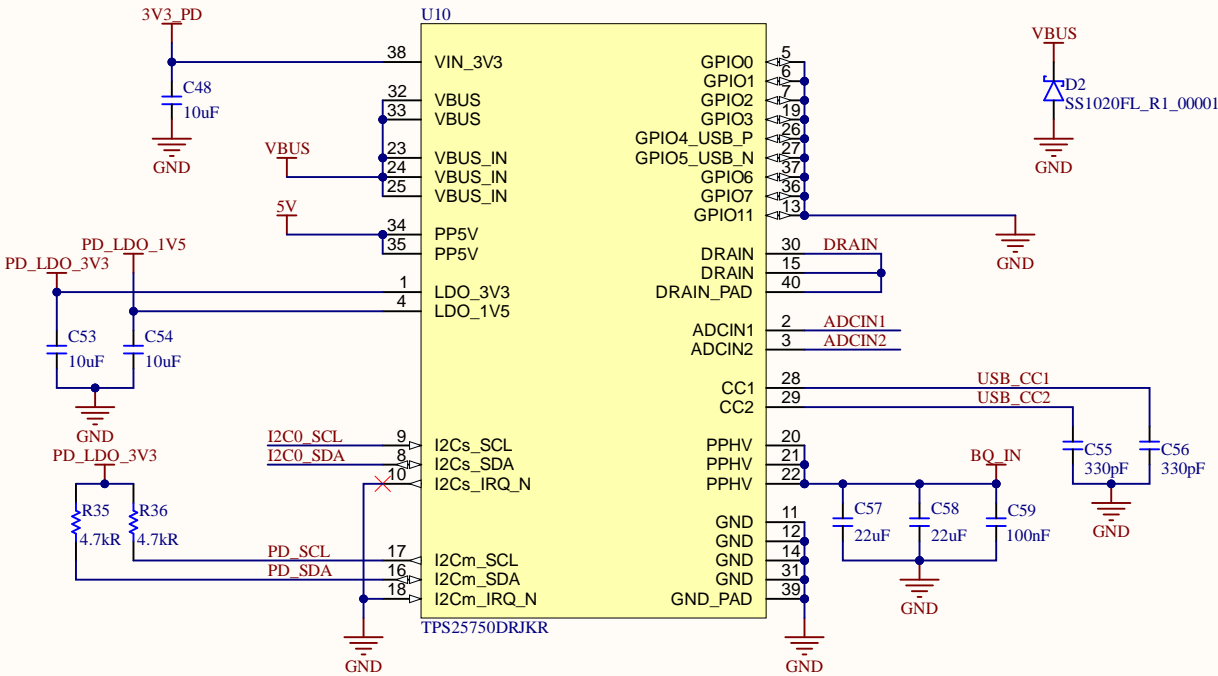 3V3_PD
C48
10uF
GND
VBUS
5V
PD_LDO_1V5
PD_LDO_3V3
C53
10uF
C54
10uF
GND
I2C0_SCL
I2C0_SDA
PD_LDO_3V3
R35
4.7kR
R36
4.7kR
PD_SCL
PD_SDA
GND
U10
38 VIN_3V3
32 VBUS
33 VBUS
23 VBUS_IN
24 VBUS_IN
25 VBUS_IN
34 PP5V
35 PP5V
1 LDO_3V3
4 LDO_1V5
9 I2Cs_SCL
8 I2Cs_SDA
10 I2Cs_IRQ_N
17 I2Cm_SCL
16 I2Cm_SDA
18 I2Cm_IRQ_N
TPS25750DRJKR
GPIO0 5
GPIO1 6
GPIO2 7
GPIO3 19
GPIO4_USB_P 26
GPIO5_USB_N 27
GPIO6 37
GPIO7 36
GPIO11 13
DRAIN 30 DRAIN
DRAIN 15
DRAIN_PAD 40
ADCIN1 2 ADCIN1
ADCIN2 3 ADCIN2
CC1 28 USB_CC1
CC2 29 USB_CC2
PPHV 20
PPHV 21
PPHV 22
GND 11
GND 12
GND 14
GND 31
GND_PAD 39
GND
GND
VBUS
D2
SS1020FL_R1_00001
GND
C55
330pF
C56
330pF
GND
BQ_IN
C57
22uF
C58
22uF
C59
100nF
GND